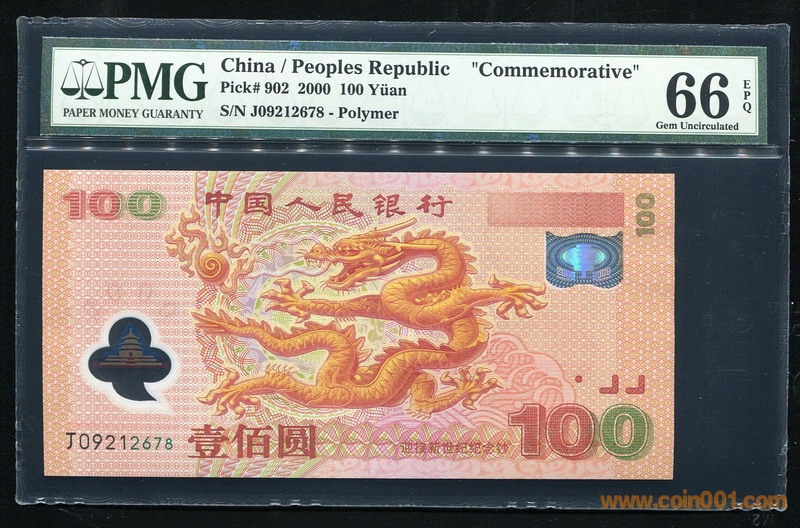 PMG
PAPER MONEY GUARANTY
China / Peoples Republic "Commemorative"
Pick# 902 2000 100 Yüan
S/N J09212678 - Polymer
66
EPQ
Gem Uncirculated
100
中国人民银行
100
J09212678
壹佰圆
迎接新世纪纪念钞
100
www.coin001.com